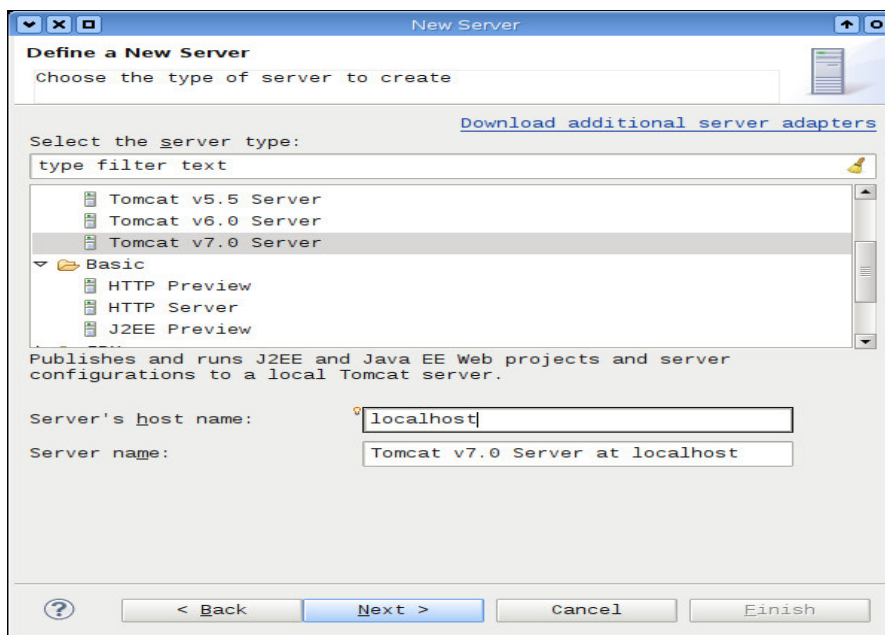 New Server
Define a New Server
Choose the type of server to create
Download additional server adapters
Select the server type:
type filter text
Tomcat v5.5 Server
Tomcat v6.0 Server
Tomcat v7.0 Server
Basic
HTTP Preview
HTTP Server
J2EE Preview
Publishes and runs J2EE and Java EE Web projects and server
configurations to a local Tomcat server.
Server's host name: localhost
Server name: Tomcat v7.0 Server at localhost
? < Back Next > Cancel Finish